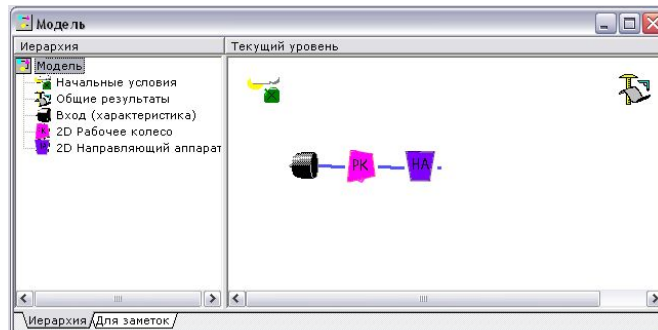 Модель
Иерархия
Текущий уровень
Модель
Начальные условия
Общие результаты
Вход (характеристика)
2D Рабочее колесо
2D Направляющий аппарат
РК
НА
Иерархия Для заметок